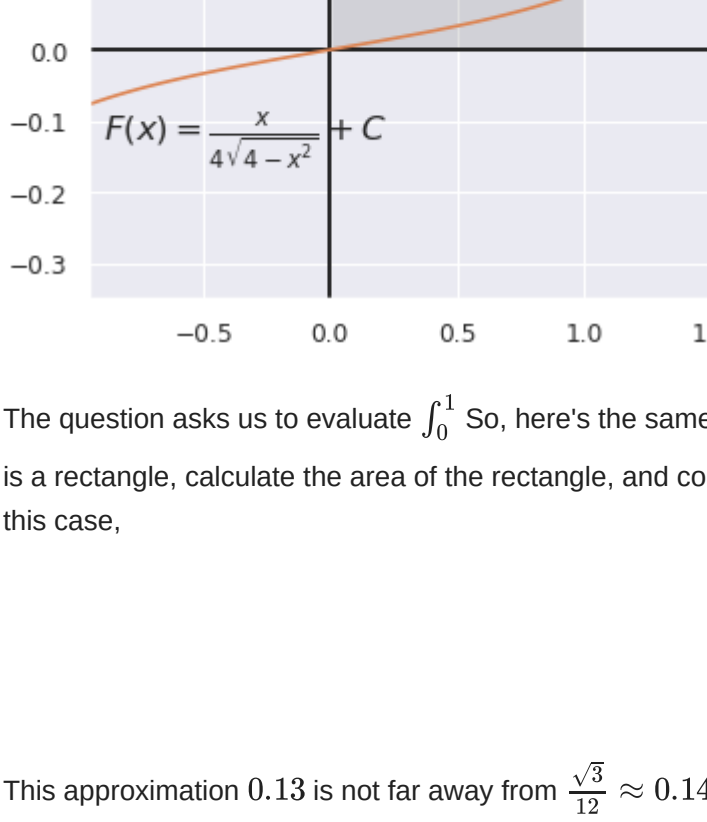 0.0
−0.1
F(x) = x / (4√(4 − x²)) + C
−0.2
−0.3
−0.5 0.0 0.5 1.0 1
The question asks us to evaluate ∫₀¹ So, here's the same
is a rectangle, calculate the area of the rectangle, and co
this case,
This approximation 0.13 is not far away from √3/12 ≈ 0.14